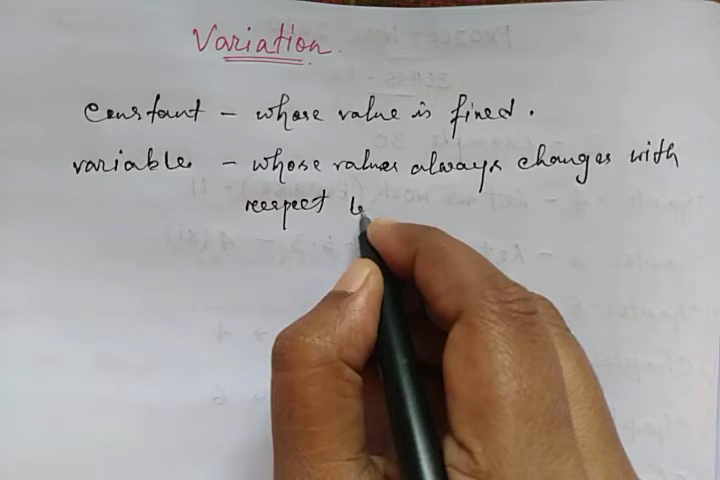 Variation.
constant - whose value is fixed.
variable - whose values always changes with
respect